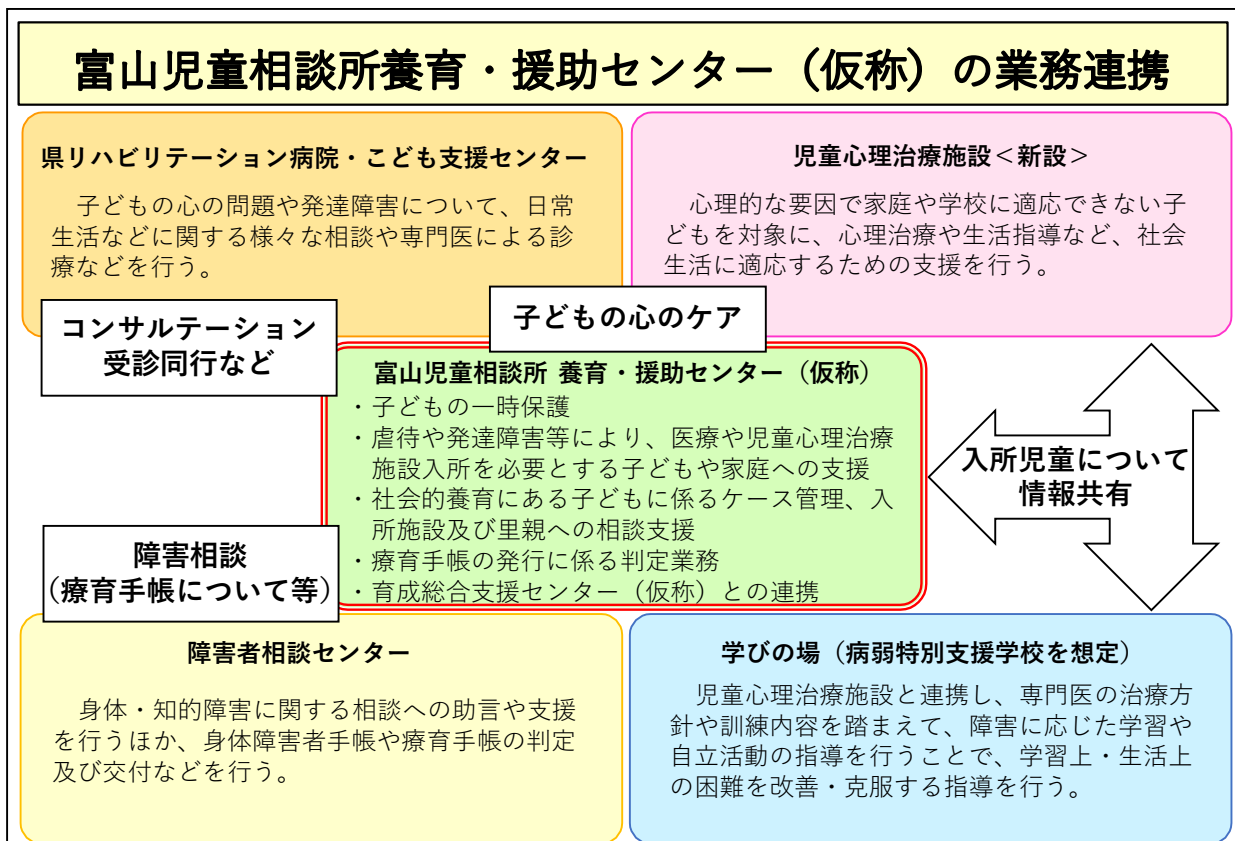 富山児童相談所養育・援助センター（仮称）の業務連携
県リハビリテーション病院・こども支援センター
子どもの心の問題や発達障害について、日常
生活などに関する様々な相談や専門医による診
療などを行う。
児童心理治療施設＜新設＞
心理的な要因で家庭や学校に適応できない子
どもを対象に、心理治療や生活指導など、社会
生活に適応するための支援を行う。
コンサルテーション
受診同行など
子どもの心のケア
富山児童相談所 養育・援助センター（仮称）
・子どもの一時保護
・虐待や発達障害等により、医療や児童心理治療
施設入所を必要とする子どもや家庭への支援
・社会的養育にある子どもに係るケース管理、入
所施設及び里親への相談支援
・療育手帳の発行に係る判定業務
・育成総合支援センター（仮称）との連携
入所児童について
情報共有
障害相談
（療育手帳について等）
障害者相談センター
身体・知的障害に関する相談への助言や支援
を行うほか、身体障害者手帳や療育手帳の判定
及び交付などを行う。
学びの場（病弱特別支援学校を想定）
児童心理治療施設と連携し、専門医の治療方
針や訓練内容を踏まえて、障害に応じた学習や
自立活動の指導を行うことで、学習上・生活上
の困難を改善・克服する指導を行う。